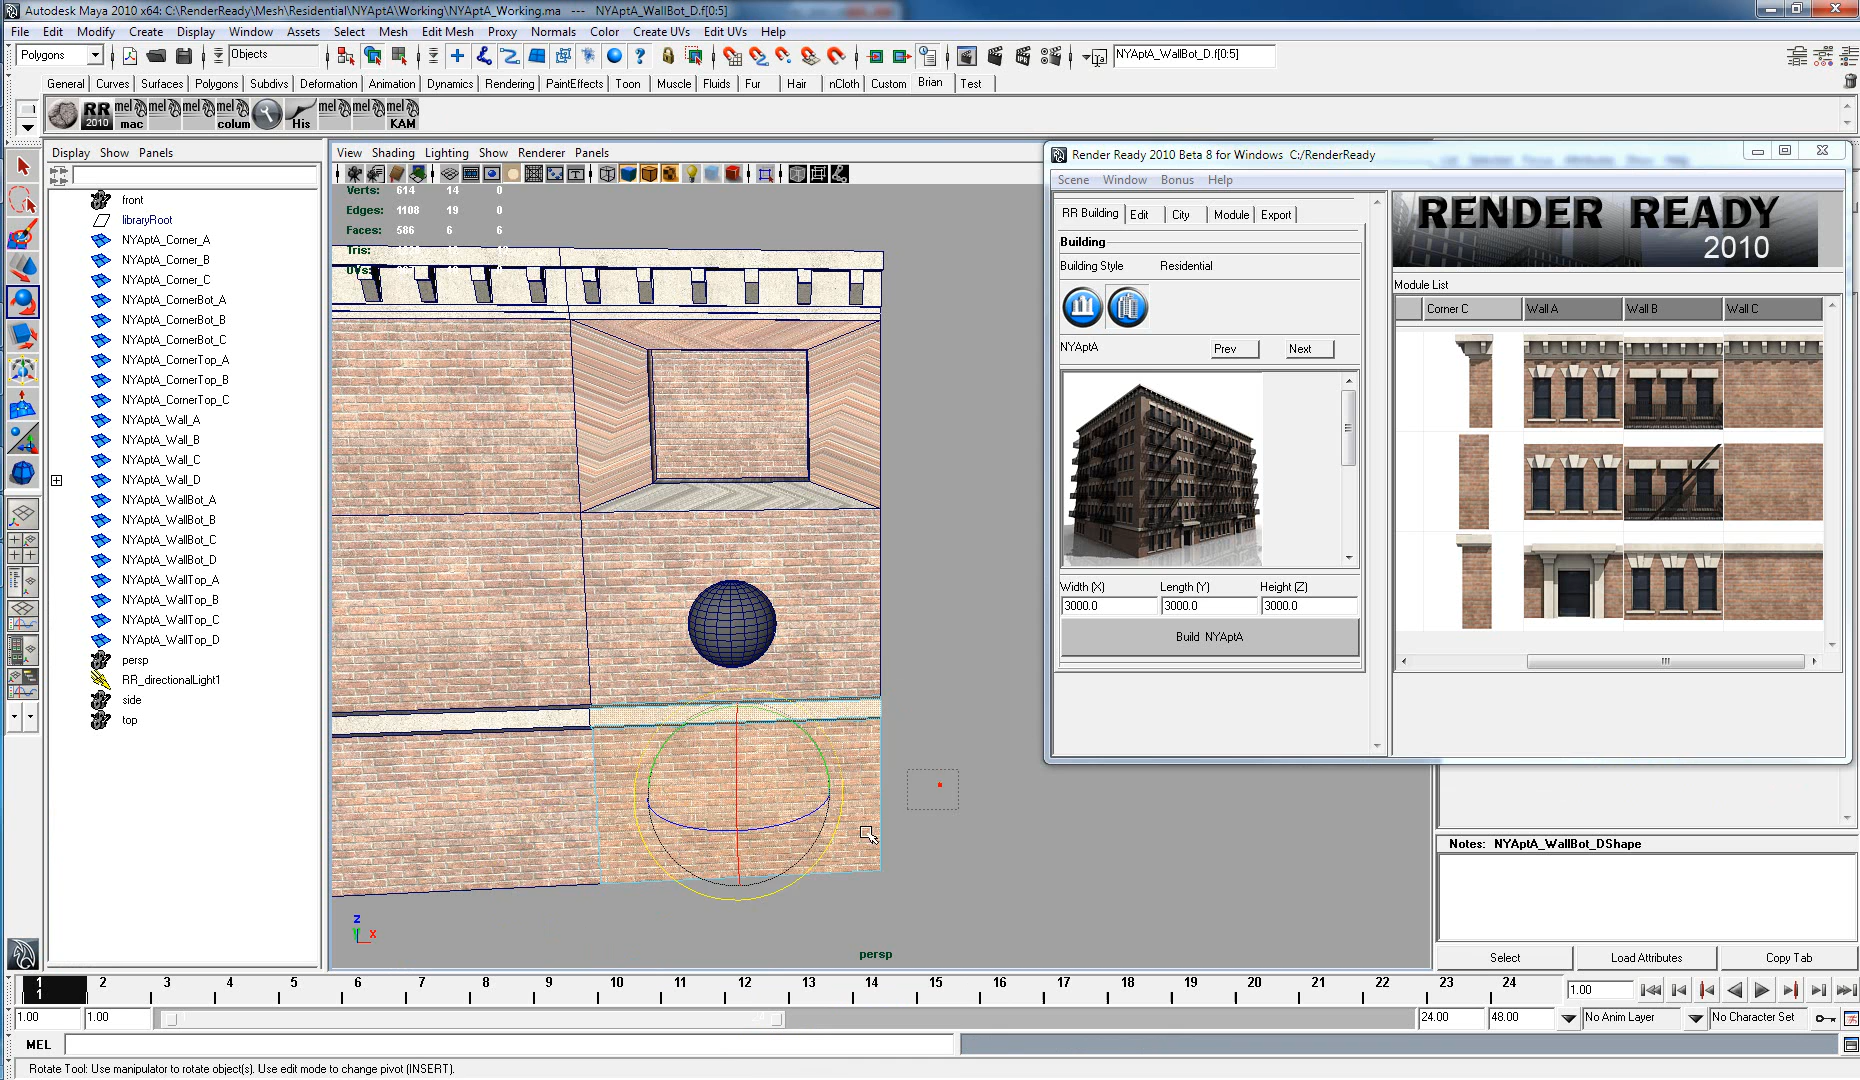 Autodesk Maya 2010 x64: C:\RenderReady\Mesh\Residential\NYAptA\Working\NYAptA_Working.ma --- NYAptA_WallBot_D.f[0:5]
File Edit Modify Create Display Window Assets Select Mesh Edit Mesh Proxy Normals Color Create UVs Edit UVs Help
Polygons Objects NYAptA_WallBot_D.f[0:5]
General Curves Surfaces Polygons Subdivs Deformation Animation Dynamics Rendering PaintEffects Toon Muscle Fluids Fur Hair nCloth Custom Brian Test
RR mel mel mel mel mel mel mel
2010 mac colum His KAM
Display Show Panels
front
libraryRoot
NYAptA_Corner_A
NYAptA_Corner_B
NYAptA_Corner_C
NYAptA_CornerBot_A
NYAptA_CornerBot_B
NYAptA_CornerBot_C
NYAptA_CornerTop_A
NYAptA_CornerTop_B
NYAptA_CornerTop_C
NYAptA_Wall_A
NYAptA_Wall_B
NYAptA_Wall_C
NYAptA_Wall_D
NYAptA_WallBot_A
NYAptA_WallBot_B
NYAptA_WallBot_C
NYAptA_WallBot_D
NYAptA_WallTop_A
NYAptA_WallTop_B
NYAptA_WallTop_C
NYAptA_WallTop_D
persp
RR_directionalLight1
side
top
View Shading Lighting Show Renderer Panels
Verts: 614 14 0
Edges: 1108 19 0
Faces: 586 6 6
Tris:
UVs:
z
x
persp
Render Ready 2010 Beta 8 for Windows C:/RenderReady
Scene Window Bonus Help
RR Building Edit City Module Export
Building
Building Style Residential
NYAptA Prev Next
Width (X) Length (Y) Height (Z)
3000.0 3000.0 3000.0
Build NYAptA
RENDER READY
2010
Module List
Corner C Wall A Wall B Wall C
Notes: NYAptA_WallBot_DShape
Select Load Attributes Copy Tab
1 2 3 4 5 6 7 8 9 10 11 12 13 14 15 16 17 18 19 20 21 22 23 24
1 1.00
1.00 1.00 24.00 48.00 No Anim Layer No Character Set
MEL
Rotate Tool: Use manipulator to rotate object(s). Use edit mode to change pivot (INSERT).